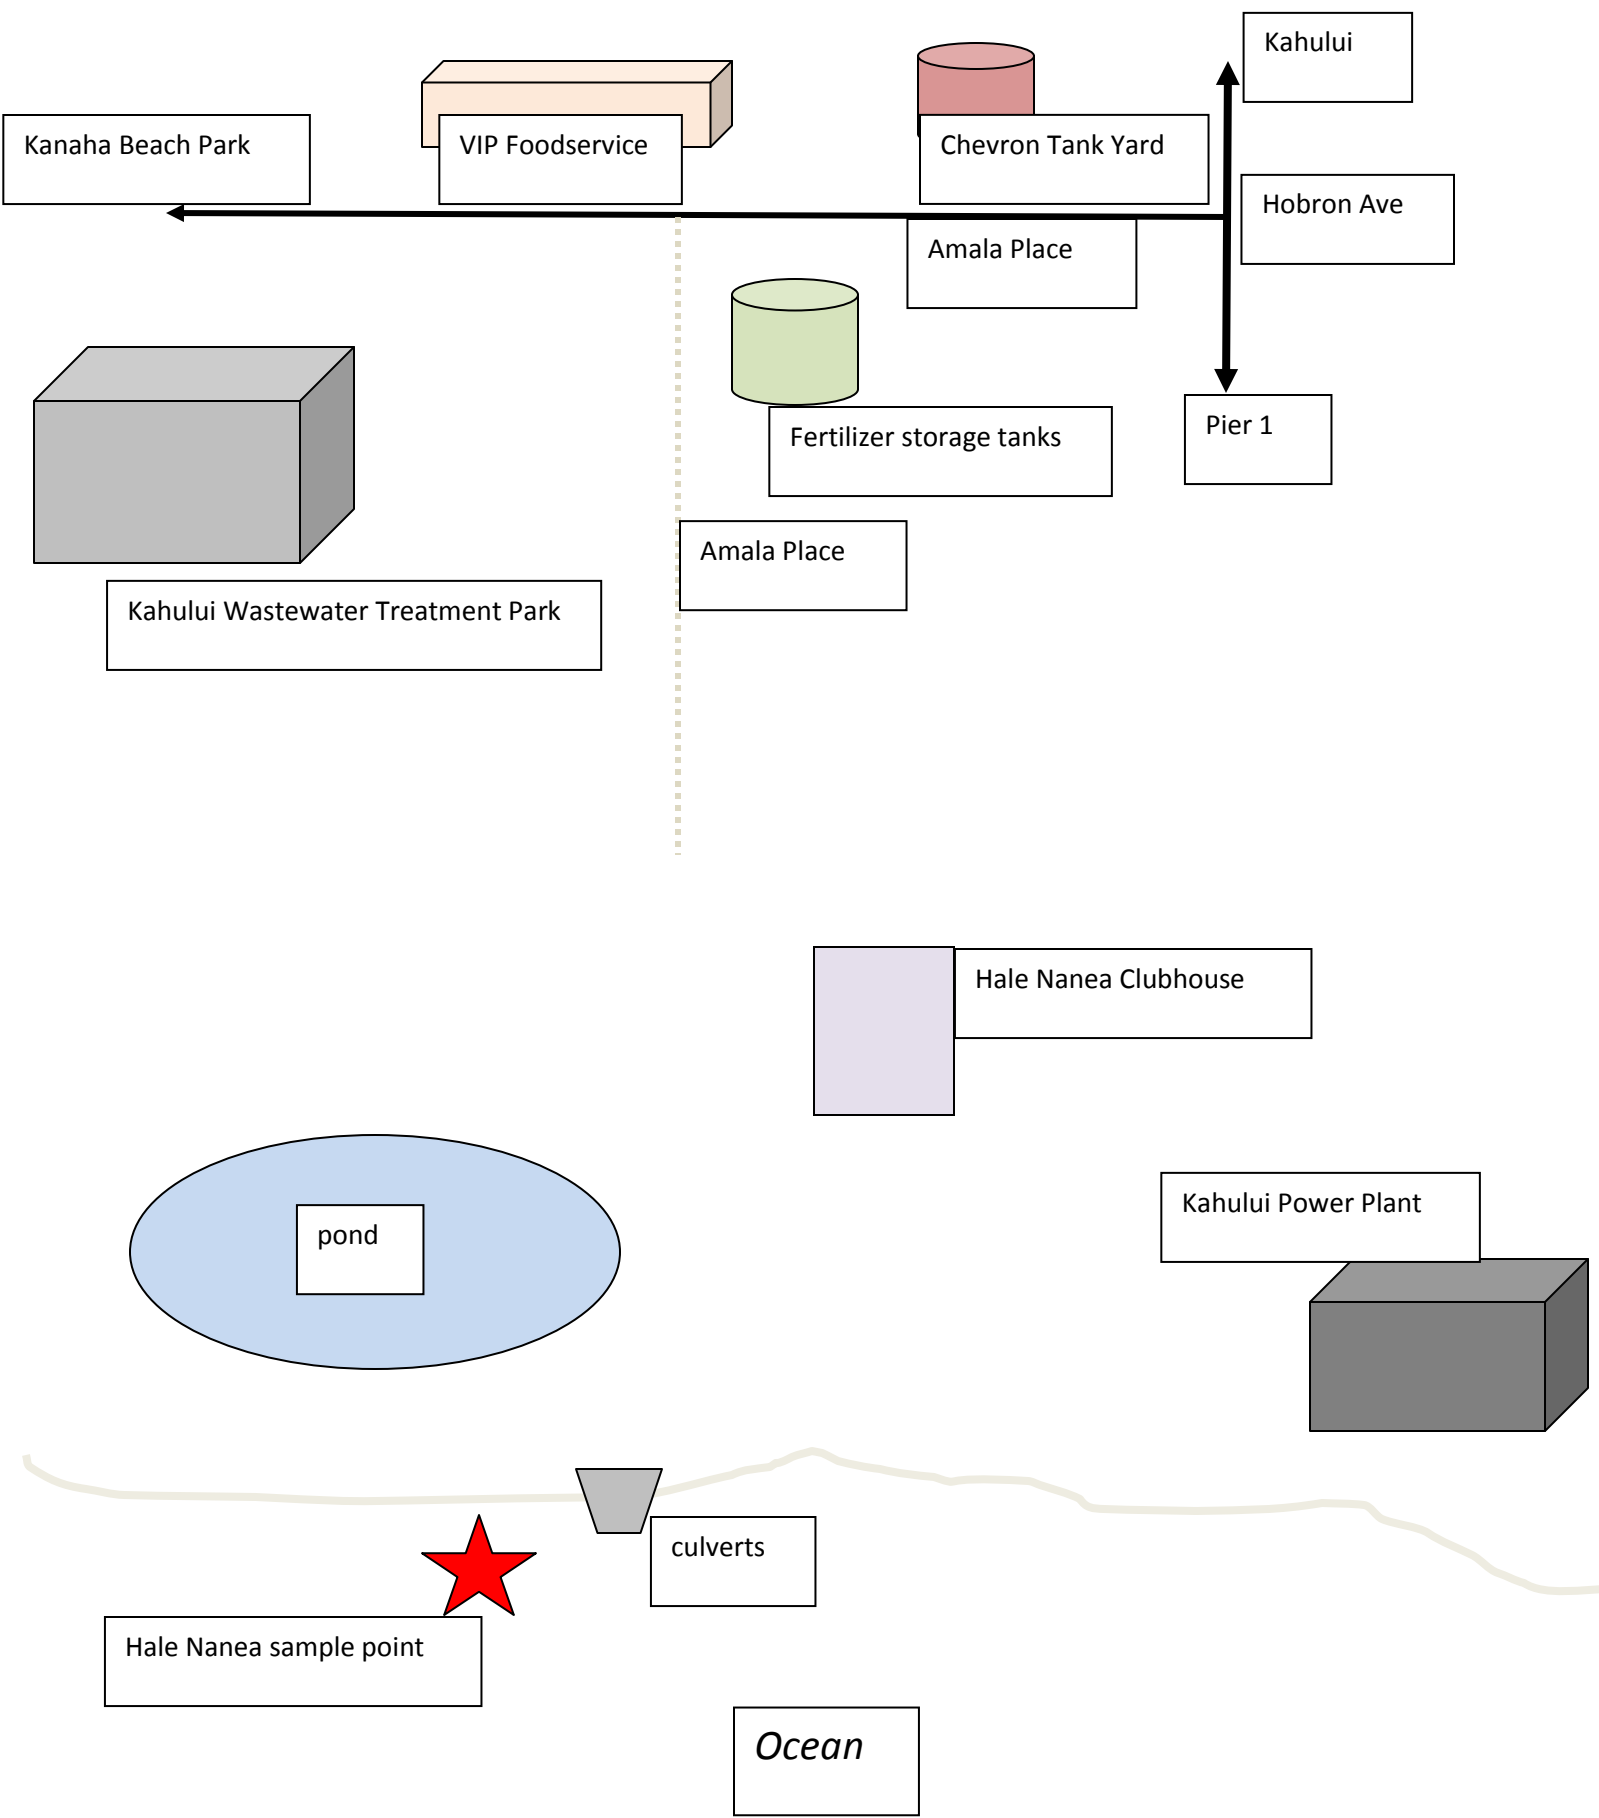 Kahului
Kanaha Beach Park
VIP Foodservice
Chevron Tank Yard
Hobron Ave
Amala Place
Fertilizer storage tanks
Pier 1
Amala Place
Kahului Wastewater Treatment Park
Hale Nanea Clubhouse
Kahului Power Plant
pond
culverts
Hale Nanea sample point
Ocean